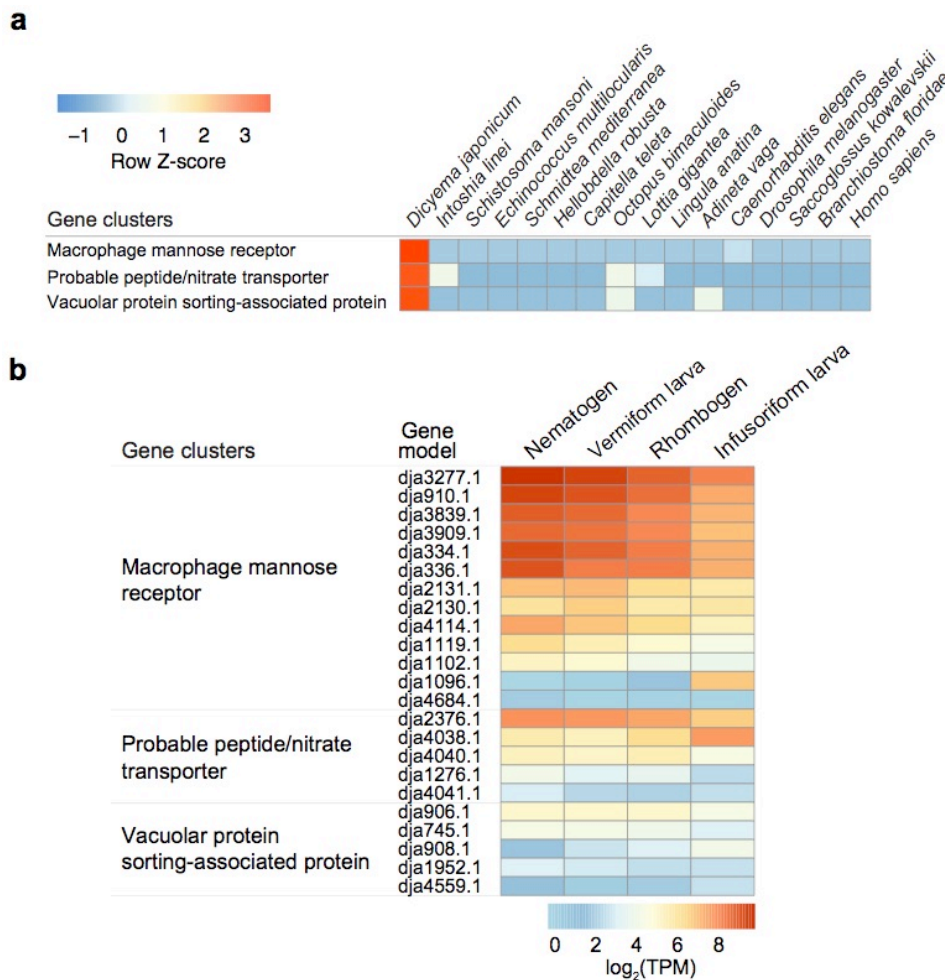 a
−1 0 1 2 3
Row Z-score
Dicyema japonicum
Intoshia linei
Schistosoma mansoni
Echinococcus multilocularis
Schmidtea mediterranea
Helobdella robusta
Capitella teleta
Octopus bimaculoides
Lottia gigantea
Lingula anatina
Adineta vaga
Caenorhabditis elegans
Drosophila melanogaster
Saccoglossus kowalevskii
Branchiostoma floridae
Homo sapiens
Gene clusters
Macrophage mannose receptor
Probable peptide/nitrate transporter
Vacuolar protein sorting-associated protein
b
Gene clusters
Gene
model
Nematogen
Vermiform larva
Rhombogen
Infusoriform larva
Macrophage mannose
receptor
dja3277.1
dja910.1
dja3839.1
dja3909.1
dja334.1
dja336.1
dja2131.1
dja2130.1
dja4114.1
dja1119.1
dja1102.1
dja1096.1
dja4684.1
Probable peptide/nitrate
transporter
dja2376.1
dja4038.1
dja4040.1
dja1276.1
dja4041.1
Vacuolar protein
sorting-associated protein
dja906.1
dja745.1
dja908.1
dja1952.1
dja4559.1
0 2 4 6 8
log₂(TPM)